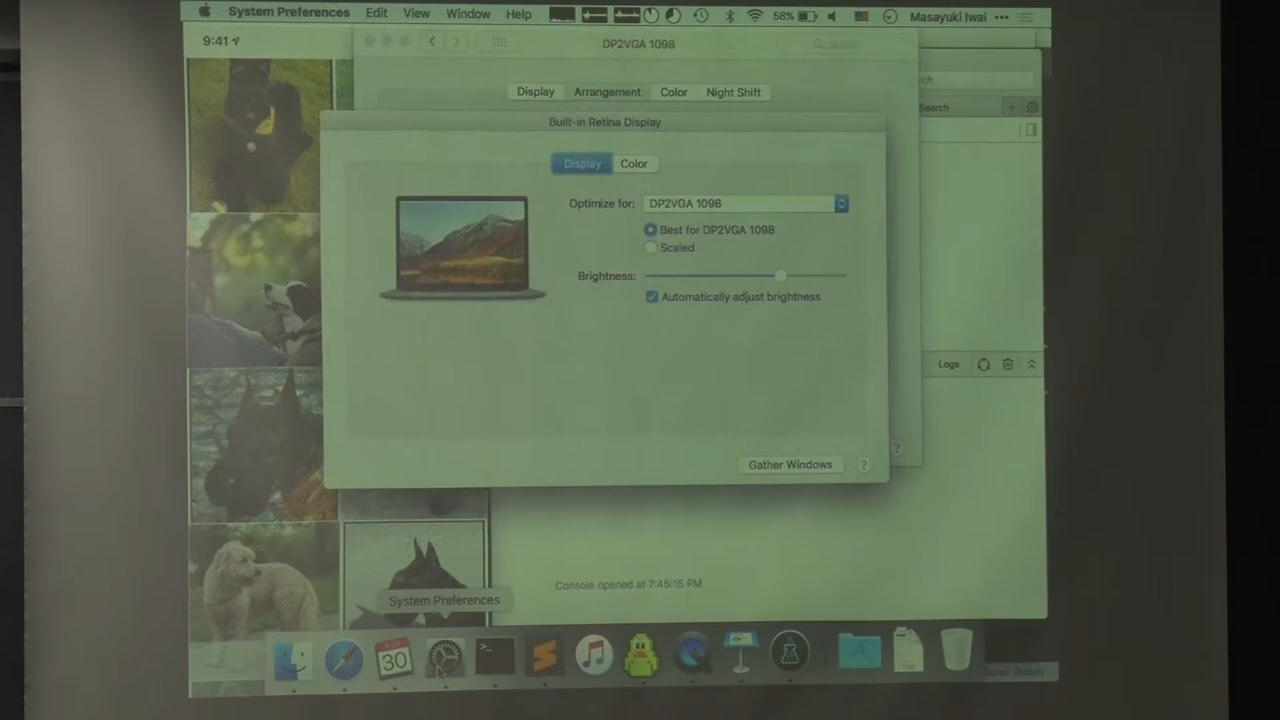 System Preferences Edit View Window Help 58% Masayuki Iwai
9:41
DP2VGA 1098
Display Arrangement Color Night Shift
Search
Built-in Retina Display
Display Color
Optimize for: DP2VGA 1098
Best for DP2VGA 1098
Scaled
Brightness:
Automatically adjust brightness
Logs
Gather Windows ?
?
Console opened at 7:45:15 PM
System Preferences
30